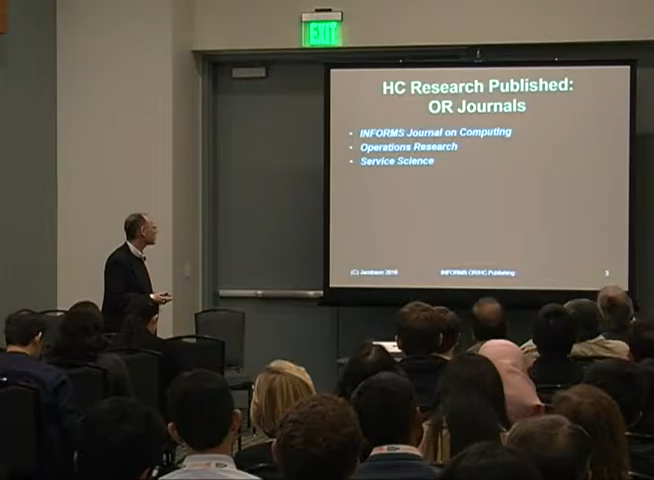 EXIT
HC Research Published:
OR Journals
• INFORMS Journal on Computing
• Operations Research
• Service Science
(C) Jacobson 2016
INFORMS OR/HC Publishing
3